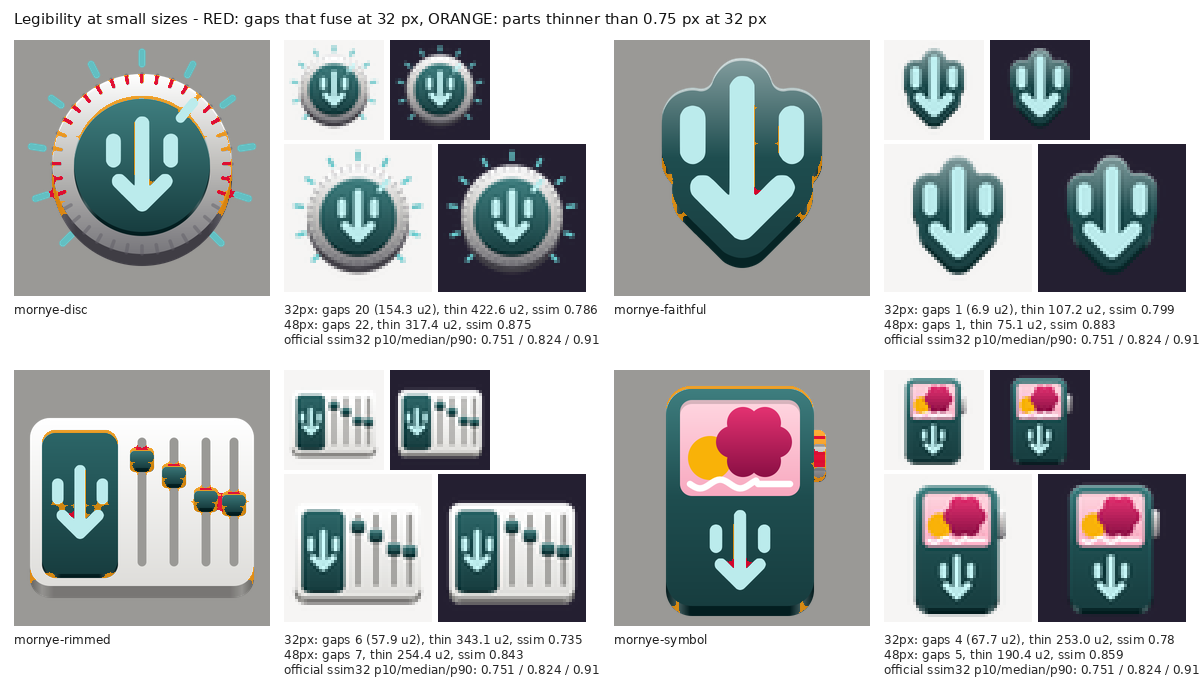 Legibility at small sizes - RED: gaps that fuse at 32 px, ORANGE: parts thinner than 0.75 px at 32 px
mornye-disc
32px: gaps 20 (154.3 u2), thin 422.6 u2, ssim 0.786
48px: gaps 22, thin 317.4 u2, ssim 0.875
official ssim32 p10/median/p90: 0.751 / 0.824 / 0.91
mornye-faithful
32px: gaps 1 (6.9 u2), thin 107.2 u2, ssim 0.799
48px: gaps 1, thin 75.1 u2, ssim 0.883
official ssim32 p10/median/p90: 0.751 / 0.824 / 0.91
mornye-rimmed
32px: gaps 6 (57.9 u2), thin 343.1 u2, ssim 0.735
48px: gaps 7, thin 254.4 u2, ssim 0.843
official ssim32 p10/median/p90: 0.751 / 0.824 / 0.91
mornye-symbol
32px: gaps 4 (67.7 u2), thin 253.0 u2, ssim 0.78
48px: gaps 5, thin 190.4 u2, ssim 0.859
official ssim32 p10/median/p90: 0.751 / 0.824 / 0.91